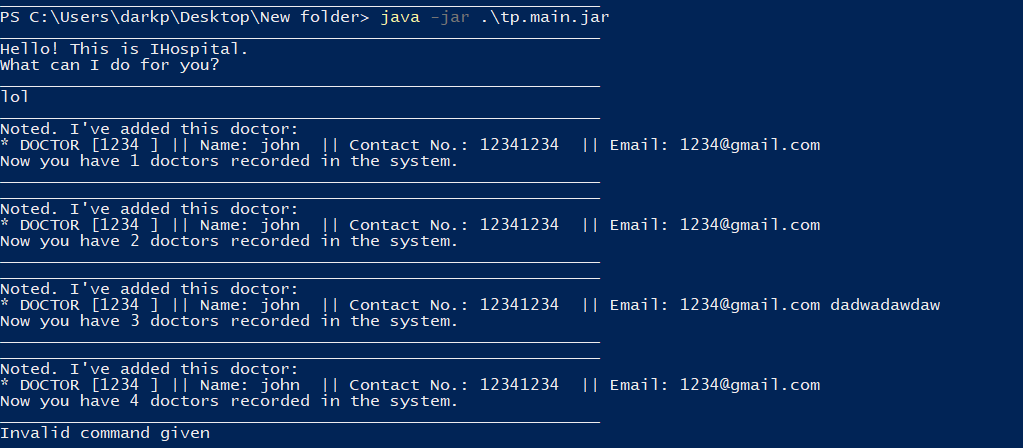 PS C:\Users\darkp\Desktop\New folder> java -jar .\tp.main.jar
Hello! This is IHospital.
What can I do for you?
lol
Noted. I've added this doctor:
* DOCTOR [1234 ] || Name: john  || Contact No.: 12341234  || Email: 1234@gmail.com
Now you have 1 doctors recorded in the system.
Noted. I've added this doctor:
* DOCTOR [1234 ] || Name: john  || Contact No.: 12341234  || Email: 1234@gmail.com
Now you have 2 doctors recorded in the system.
Noted. I've added this doctor:
* DOCTOR [1234 ] || Name: john  || Contact No.: 12341234  || Email: 1234@gmail.com dadwadawdaw
Now you have 3 doctors recorded in the system.
Noted. I've added this doctor:
* DOCTOR [1234 ] || Name: john  || Contact No.: 12341234  || Email: 1234@gmail.com
Now you have 4 doctors recorded in the system.
Invalid command given